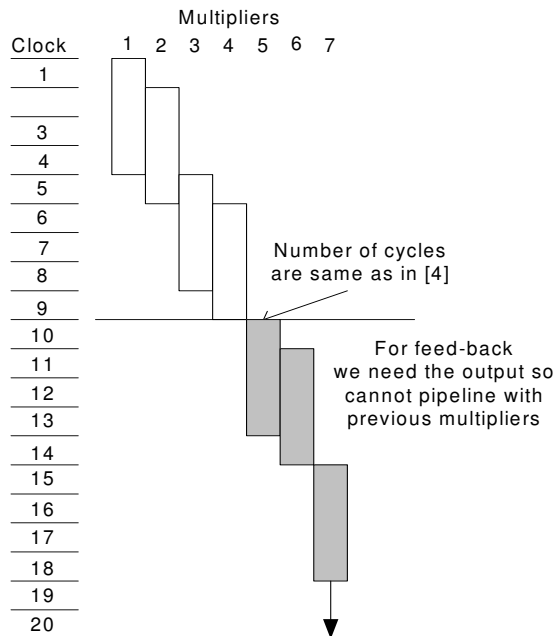 Multipliers
Clock 1 2 3 4 5 6 7
1
3
4
5
6
7
8
9
Number of cycles
are same as in [4]
10
11
12
13
14
For feed-back
we need the output so
cannot pipeline with
previous multipliers
15
16
17
18
19
20